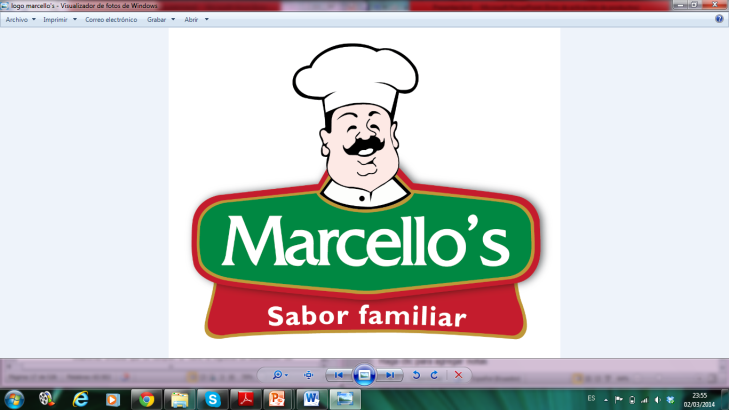 logo marcello's - Visualizador de fotos de Windows
Archivo Imprimir Correo electrónico Grabar Abrir
Marcello's
Sabor familiar
ES
23:55
02/03/2014